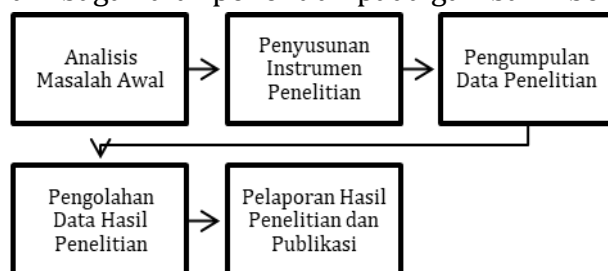 Analisis
Masalah Awal
Penyusunan
Instrumen
Penelitian
Pengumpulan
Data Penelitian
Pengolahan
Data Hasil
Penelitian
Pelaporan Hasil
Penelitian dan
Publikasi